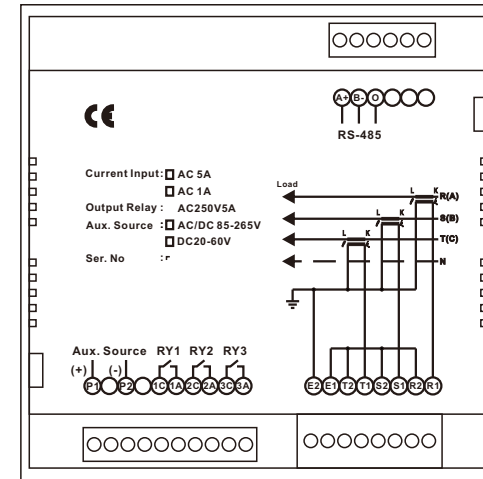 A+ B- O
RS-485
CE
Current Input: AC 5A
AC 1A
Output Relay : AC250V5A
Aux. Source : AC/DC 85-265V
DC20-60V
Ser. No :
Load
L K R(A)
L K S(B)
L K T(C)
N
Aux. Source RY1 RY2 RY3
(+) (-)
P1 P2 1C 1A 2C 2A 3C 3A
E2 E1 T2 T1 S2 S1 R2 R1